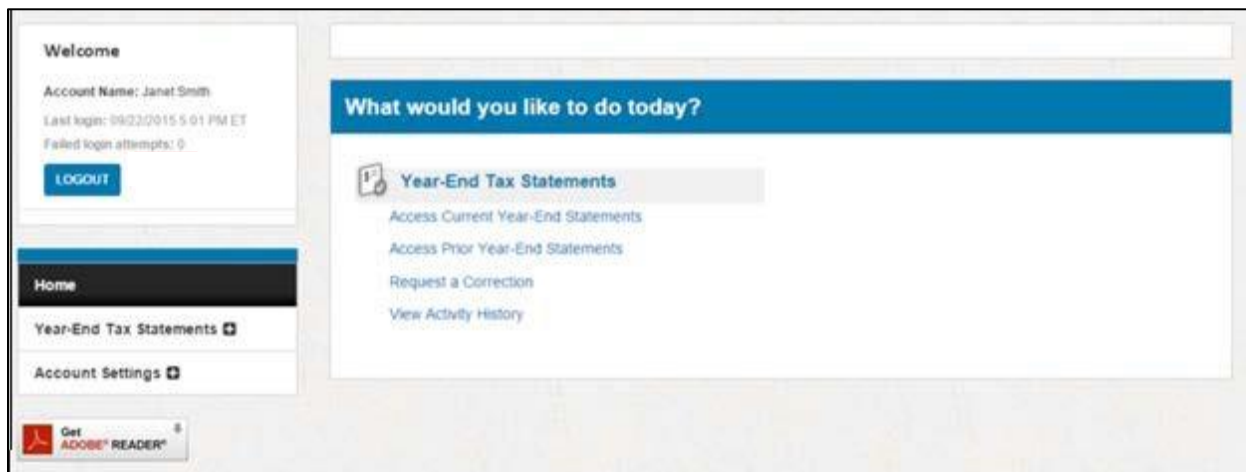 Welcome
Account Name: Janet Smith
Last login: 09/22/2015 5:01 PM ET
Failed login attempts: 0
LOGOUT
Home
Year-End Tax Statements
Account Settings
Get
ADOBE® READER®
What would you like to do today?
Year-End Tax Statements
Access Current Year-End Statements
Access Prior Year-End Statements
Request a Correction
View Activity History